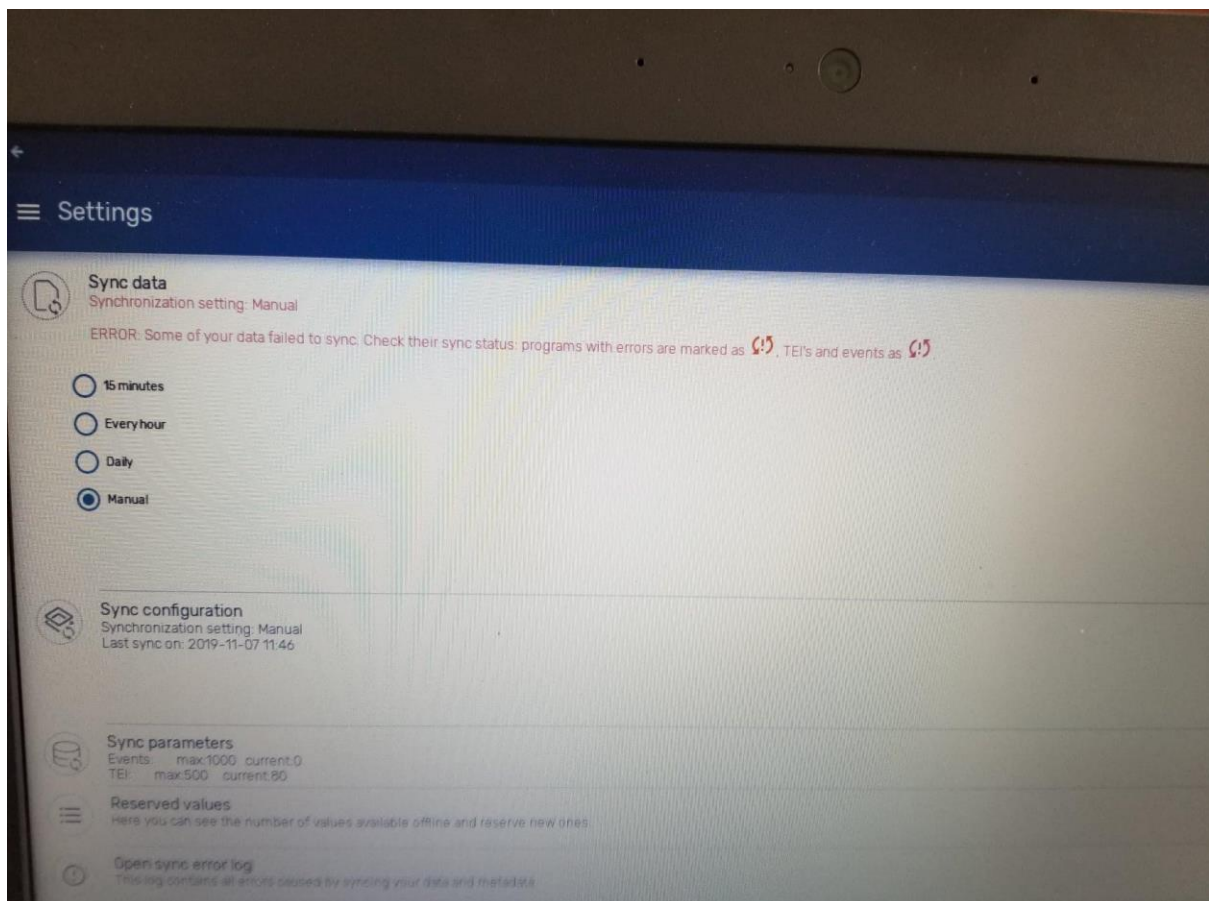 Settings
Sync data
Synchronization setting: Manual
ERROR: Some of your data failed to sync. Check their sync status: programs with errors are marked as , TEI's and events as
15 minutes
Every hour
Daily
Manual
Sync configuration
Synchronization setting: Manual
Last sync on: 2019-11-07 11:46
Sync parameters
Events: max:1000 current:0
TEI: max:500 current:80
Reserved values
Here you can see the number of values available offline and reserve new ones
Open sync error log
This log contains all errors caused by syncing your data and metadata